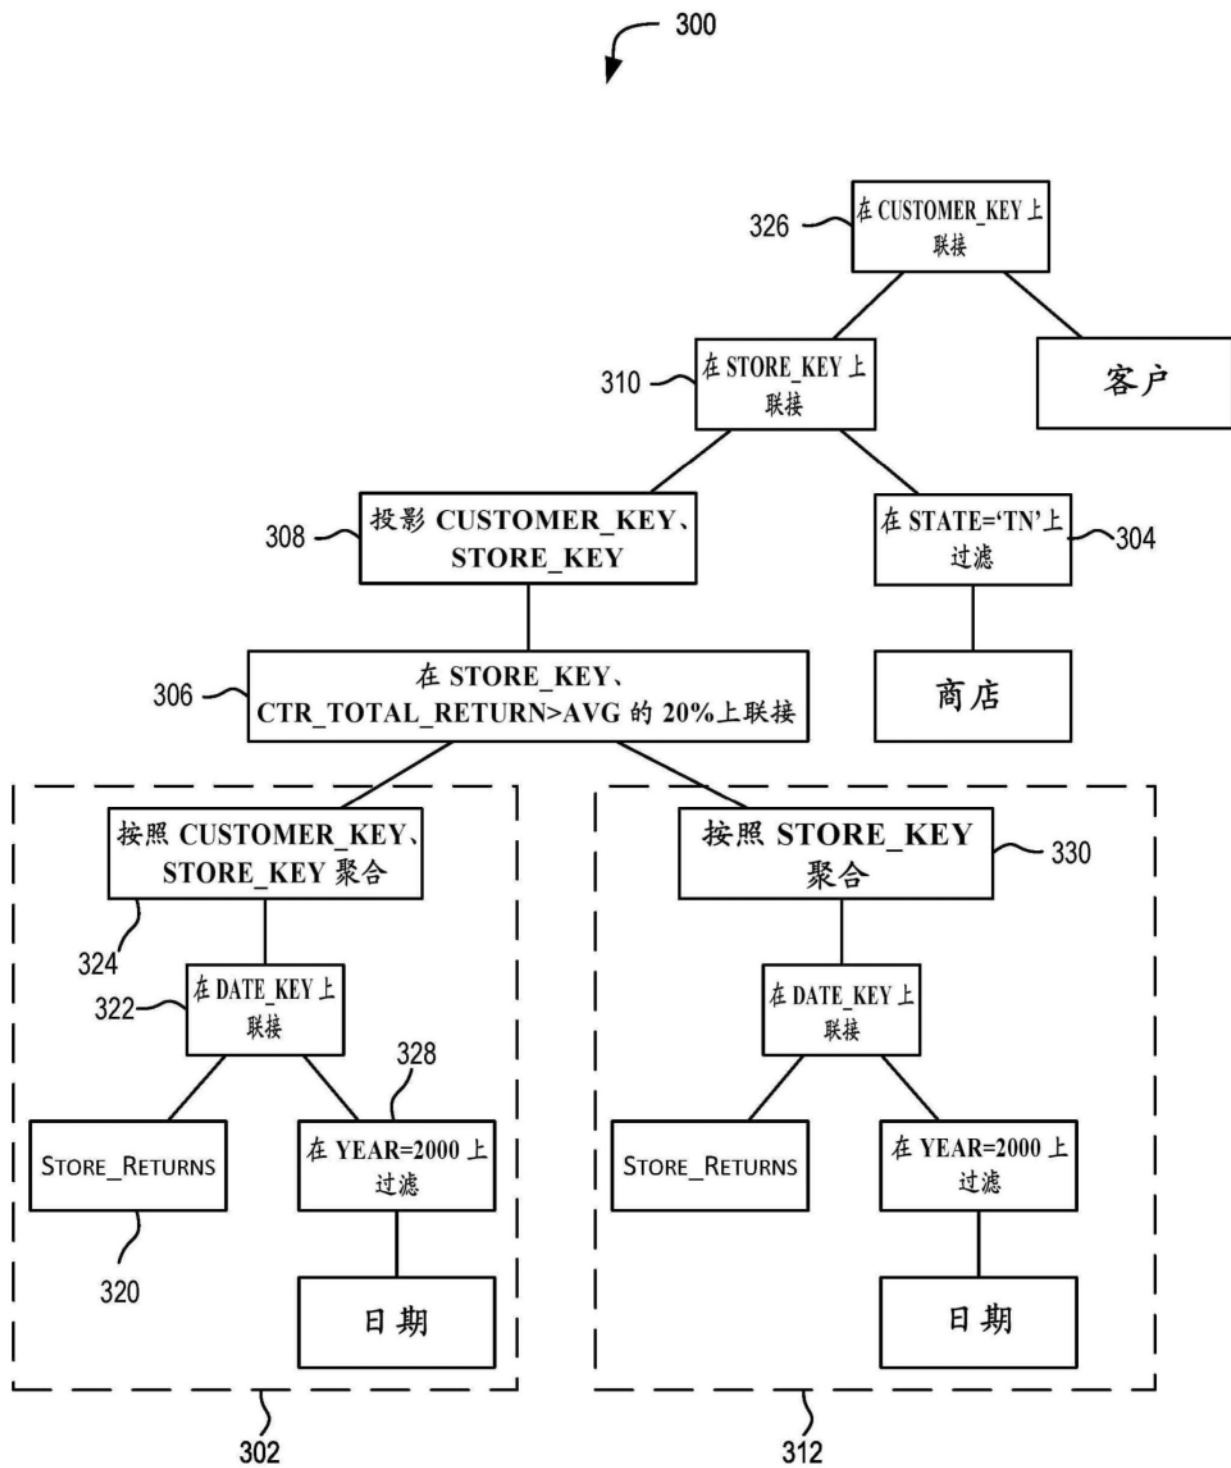 300
326
在 CUSTOMER_KEY 上
联接
310
在 STORE_KEY 上
联接
客户
308
投影 CUSTOMER_KEY、
STORE_KEY
在 STATE=‘TN’上
过滤
304
306
在 STORE_KEY、
CTR_TOTAL_RETURN>AVG 的 20%上联接
商店
按照 CUSTOMER_KEY、
STORE_KEY 聚合
324
按照 STORE_KEY
聚合
330
322
在 DATE_KEY 上
联接
在 DATE_KEY 上
联接
328
STORE_RETURNS
320
在 YEAR=2000 上
过滤
STORE_RETURNS
在 YEAR=2000 上
过滤
日期
日期
302
312